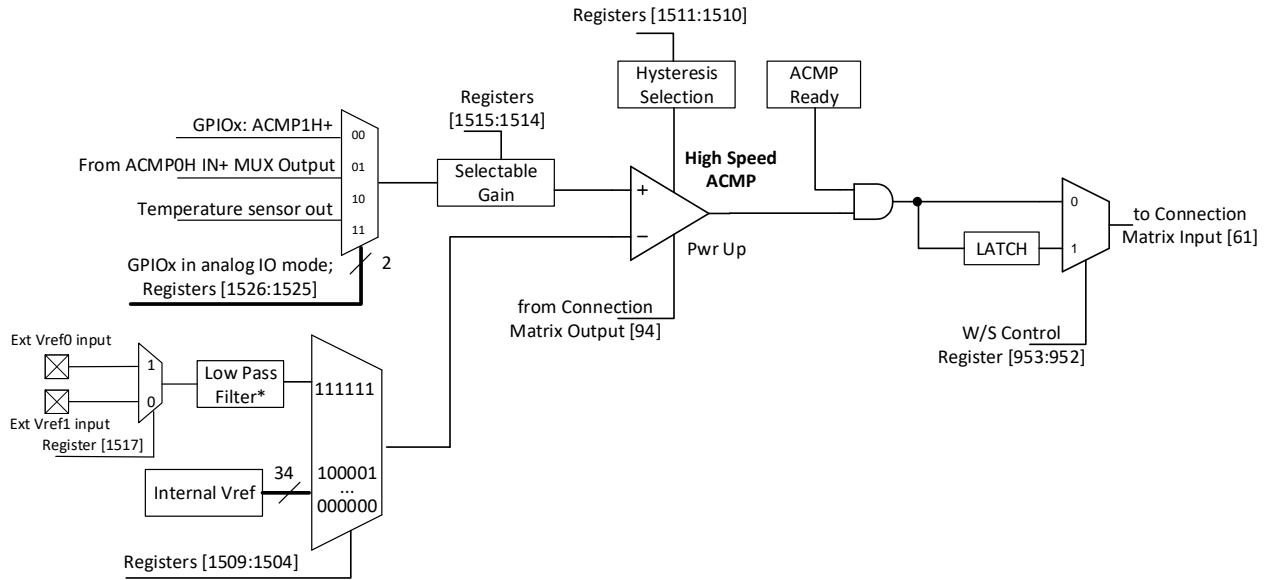 Registers [1511:1510]
Hysteresis
Selection
ACMP
Ready
Registers
[1515:1514]
GPIOx: ACMP1H+
00
From ACMP0H IN+ MUX Output
01
10
Temperature sensor out
11
Selectable
Gain
High Speed
ACMP
+
−
Pwr Up
0
LATCH
1
to Connection
Matrix Input [61]
GPIOx in analog IO mode;
2
Registers [1526:1525]
from Connection
Matrix Output [94]
W/S Control
Register [953:952]
Ext Vref0 input
1
0
Ext Vref1 input
Register [1517]
Low Pass
Filter*
111111
34
Internal Vref
100001
...
000000
Registers [1509:1504]